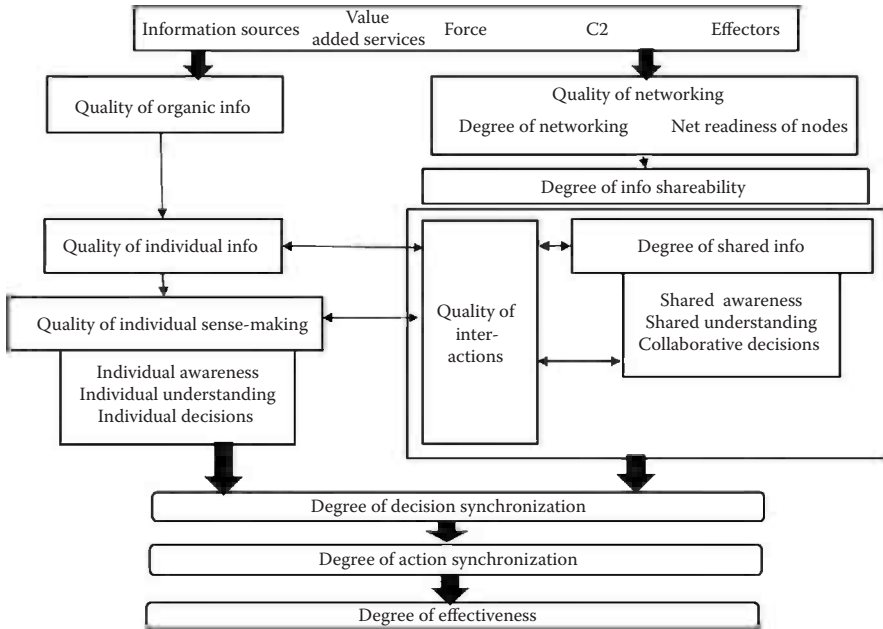 Information sources
Value
added services
Force
C2
Effectors
Quality of organic info
Quality of networking
Degree of networking
Net readiness of nodes
Degree of info shareability
Quality of individual info
Degree of shared info
Quality of individual sense-making
Quality of
inter-
actions
Shared awareness
Shared understanding
Collaborative decisions
Individual awareness
Individual understanding
Individual decisions
Degree of decision synchronization
Degree of action synchronization
Degree of effectiveness